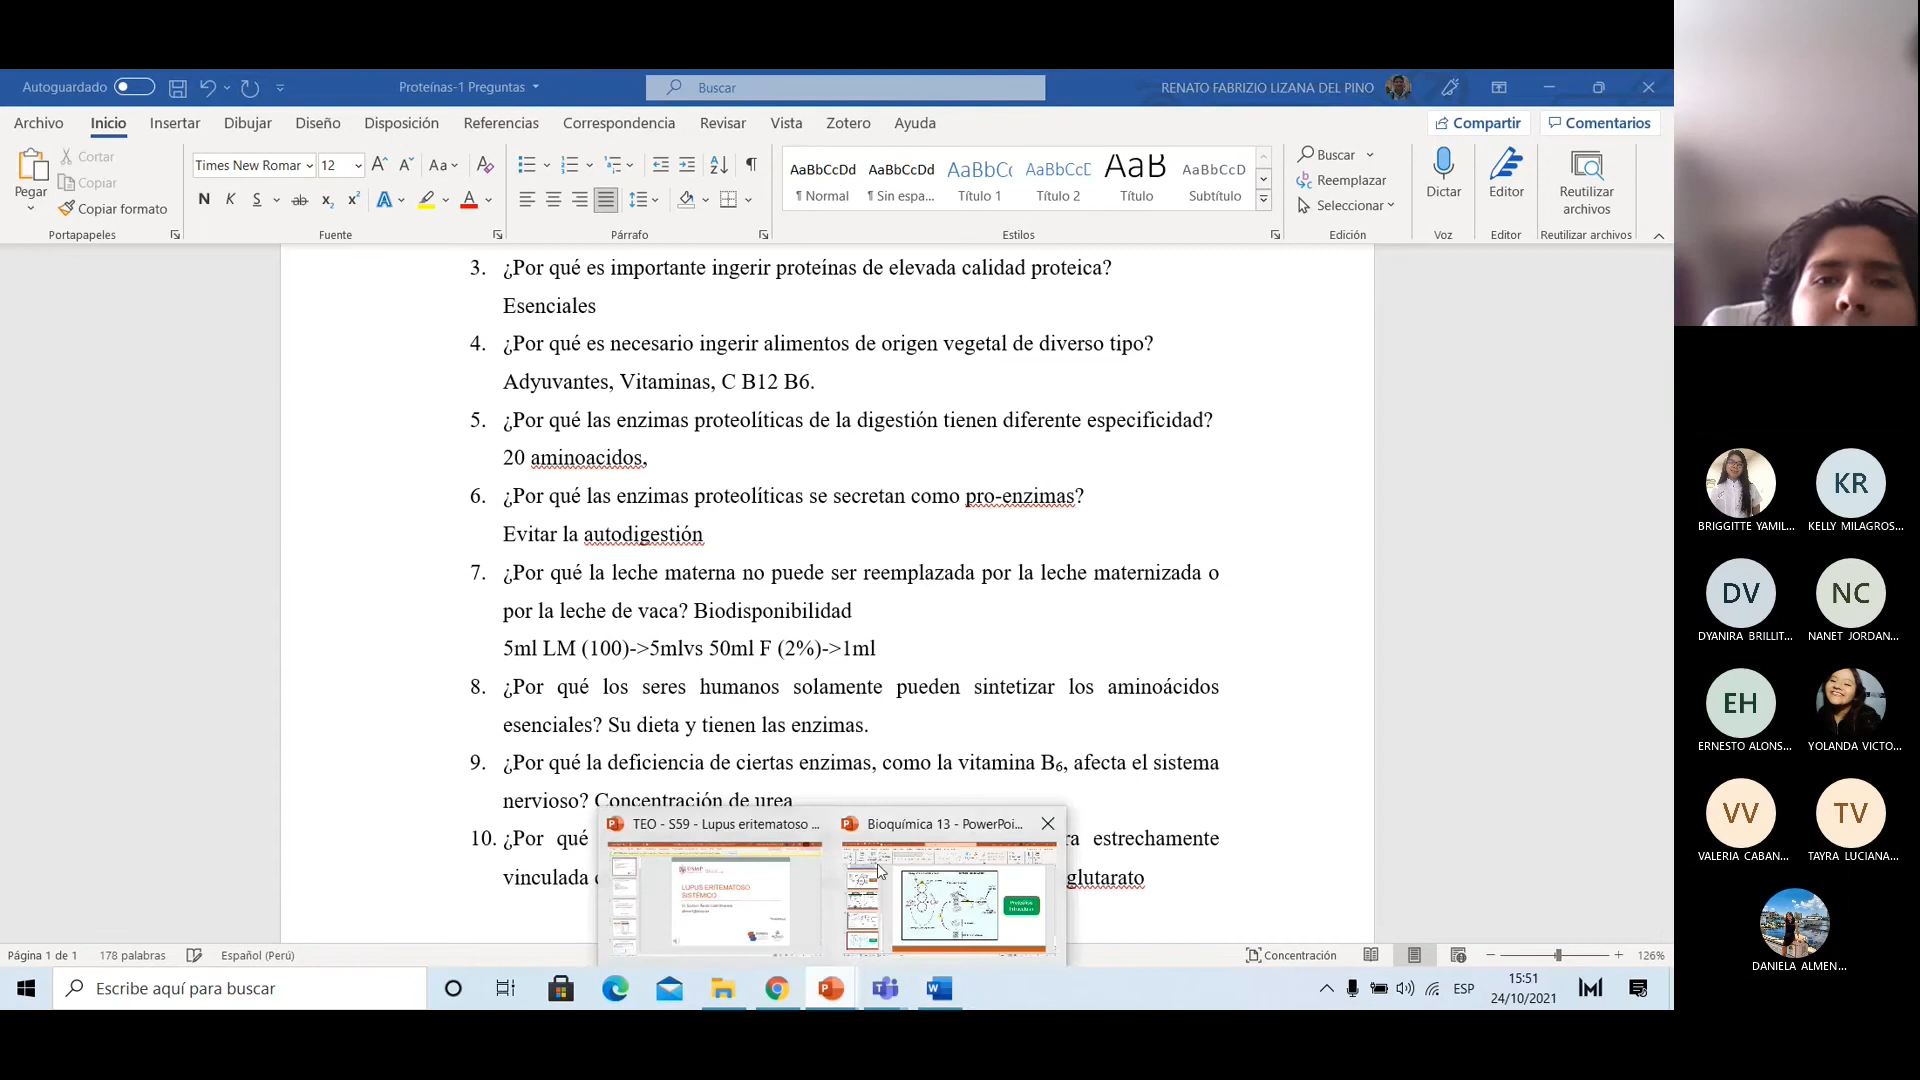 Autoguardado
Proteínas-1 Preguntas
Buscar
RENATO FABRIZIO LIZANA DEL PINO
Archivo Inicio Insertar Dibujar Diseño Disposición Referencias Correspondencia Revisar Vista Zotero Ayuda
Compartir Comentarios
Pegar
Cortar
Copiar
Copiar formato
Portapapeles
Times New Romar 12
Fuente
Párrafo
AaBbCcDd AaBbCcDd AaBbCc AaBbCcD AaB AaBbCcD
¶ Normal ¶ Sin espa... Título 1 Título 2 Título Subtítulo
Estilos
Buscar
Reemplazar
Seleccionar
Edición
Dictar
Voz
Editor
Editor
Reutilizar
archivos
Reutilizar archivos
3. ¿Por qué es importante ingerir proteínas de elevada calidad proteica?
Esenciales
4. ¿Por qué es necesario ingerir alimentos de origen vegetal de diverso tipo?
Adyuvantes, Vitaminas, C B12 B6.
5. ¿Por qué las enzimas proteolíticas de la digestión tienen diferente especificidad?
20 aminoacidos,
6. ¿Por qué las enzimas proteolíticas se secretan como pro-enzimas?
Evitar la autodigestión
7. ¿Por qué la leche materna no puede ser reemplazada por la leche maternizada o
por la leche de vaca? Biodisponibilidad
5ml LM (100)->5mlvs 50ml F (2%)->1ml
8. ¿Por qué los seres humanos solamente pueden sintetizar los aminoácidos
esenciales? Su dieta y tienen las enzimas.
9. ¿Por qué la deficiencia de ciertas enzimas, como la vitamina B₆, afecta el sistema
nervioso? Concentración de urea
10. ¿Por qué
estrechamente
vinculada
glutarato
TEO - S59 - Lupus eritematoso ...
Bioquímica 13 - PowerPoi...
LUPUS ERITEMATOSO
SISTÉMICO
Página 1 de 1 178 palabras Español (Perú)
Concentración
126%
Escribe aquí para buscar
ESP
15:51
24/10/2021
KR
BRIGGITTE YAMIL...
KELLY MILAGROS...
DV
NC
DYANIRA BRILLIT...
NANET JORDAN...
EH
ERNESTO ALONS...
YOLANDA VICTO...
VV
TV
VALERIA CABAN...
TAYRA LUCIANA...
DANIELA ALMEN...